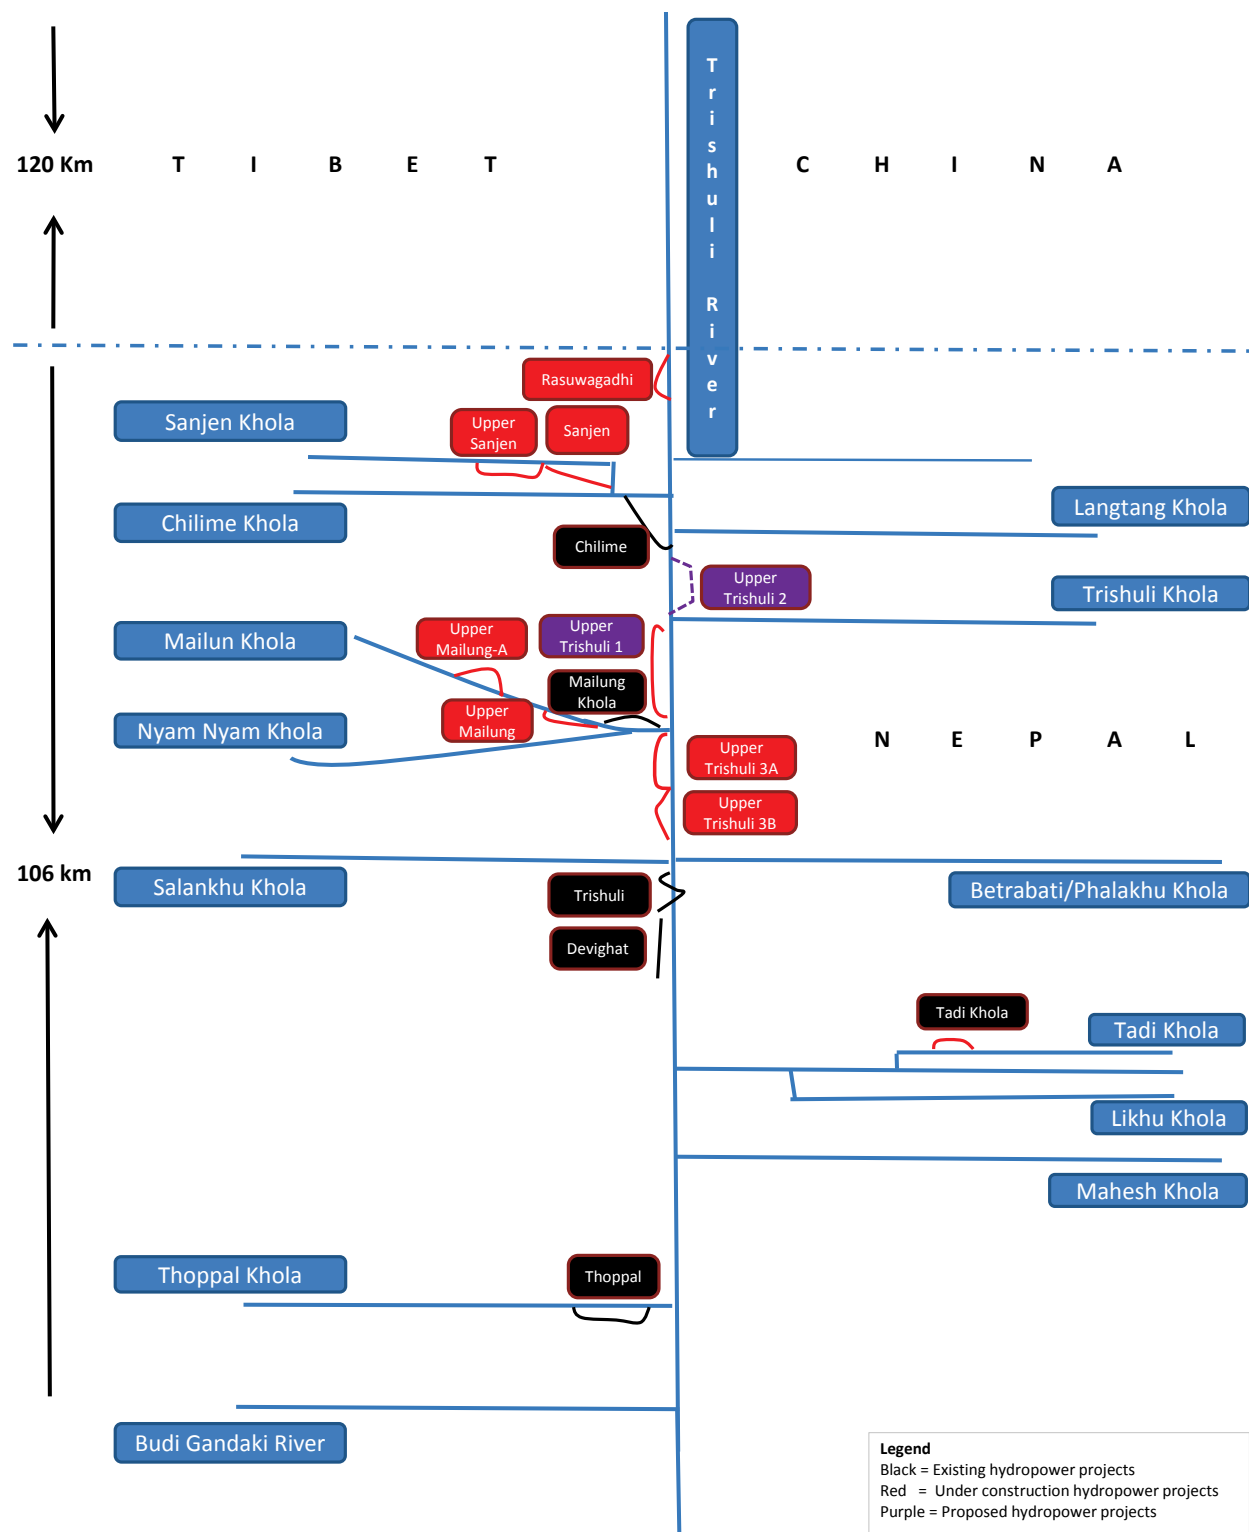 Trishuli River
120 Km
T I B E T
C H I N A
Rasuwagadhi
Sanjen Khola
Upper
Sanjen
Sanjen
Chilime Khola
Langtang Khola
Chilime
Upper
Trishuli 2
Trishuli Khola
Mailun Khola
Upper
Mailung-A
Upper
Trishuli 1
Mailung
Khola
Upper
Mailung
Nyam Nyam Khola
N E P A L
Upper
Trishuli 3A
Upper
Trishuli 3B
106 km
Salankhu Khola
Trishuli
Betrabati/Phalakhu Khola
Devighat
Tadi Khola
Tadi Khola
Likhu Khola
Mahesh Khola
Thoppal Khola
Thoppal
Budi Gandaki River
Legend
Black = Existing hydropower projects
Red = Under construction hydropower projects
Purple = Proposed hydropower projects